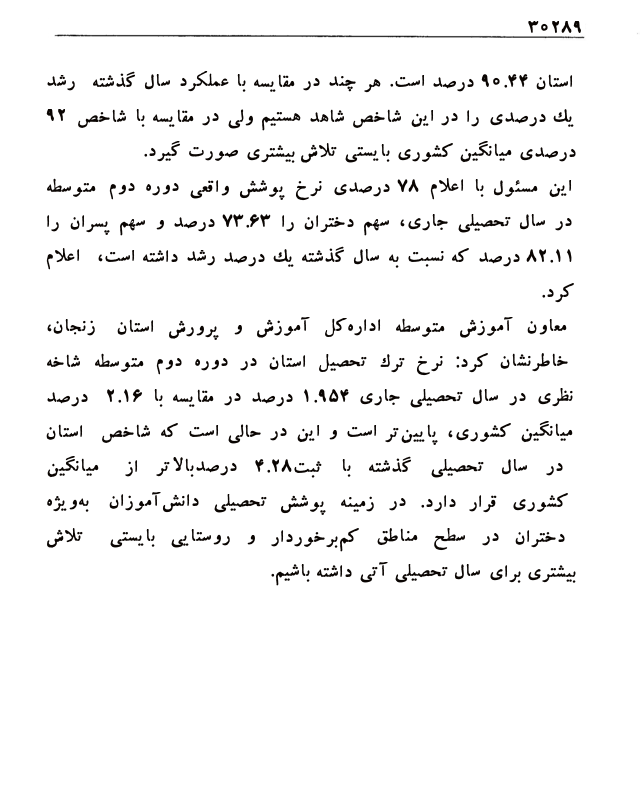 ۳۰۲۸۹
استان ۹۰.۴۴ درصد است. هر چند در مقایسه با عملکرد سال گذشته رشد
یك درصدی را در این شاخص شاهد هستیم ولی در مقایسه با شاخص ۹۲
درصدی میانگین کشوری بایستی تلاش بیشتری صورت گیرد.
این مسئول با اعلام ۷۸ درصدی نرخ پوشش واقعی دوره دوم متوسطه
در سال تحصیلی جاری، سهم دختران را ۷۳.۶۳ درصد و سهم پسران را
۸۲.۱۱ درصد که نسبت به سال گذشته یك درصد رشد داشته است، اعلام
کرد.
معاون آموزش متوسطه اداره‌کل آموزش و پرورش استان زنجان،
خاطرنشان کرد: نرخ ترك تحصیل استان در دوره دوم متوسطه شاخه
نظری در سال تحصیلی جاری ۱.۹۵۴ درصد در مقایسه با ۲.۱۶ درصد
میانگین کشوری، پایین‌تر است و این در حالی است که شاخص استان
در سال تحصیلی گذشته با ثبت۴.۲۸ درصدبالاتر از میانگین
کشوری قرار دارد. در زمینه پوشش تحصیلی دانش‌آموزان به‌ویژه
دختران در سطح مناطق کم‌برخوردار و روستایی بایستی تلاش
بیشتری برای سال تحصیلی آتی داشته باشیم.